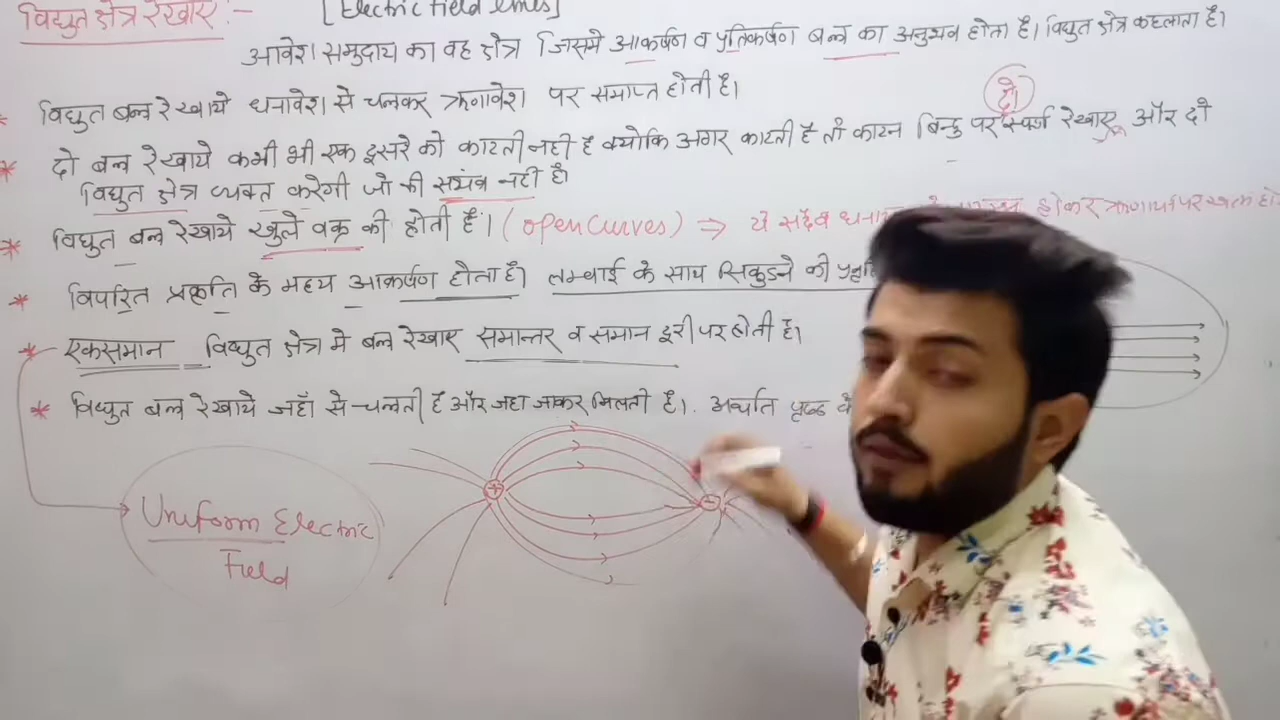 विद्युत क्षेत्र रेखाएं :-
[Electric Field lines]
आवेश समुदाय का वह क्षेत्र जिसमे आकर्षण व प्रतिकर्षण बल का अनुभव होता है। विद्युत क्षेत्र कहलाता है।
विद्युत बल रेखाये धनावेश से चलकर ऋणावेश पर समाप्त होती है।
दो
* दो बल रेखाये कभी भी एक दूसरे को काटती नही है क्योकि अगर काटती है तो काटन बिन्दु पर स्पर्श रेखाए और दो
विद्युत क्षेत्र व्यक्त करेगी जो की सम्भव नही है।
* विद्युत बल रेखाये खुले वक्र की होती है। (open curves) ⇒ ये सदैव
* विपरित प्रकृति के मध्य आकर्षण होता है। लम्बाई के साथ सिकुडने की
* एकसमान विद्युत क्षेत्र मे बल रेखाए समान्तर व समान दूरी पर होती है।
* विद्युत बल रेखाये जहाँ से चलती है और जहा जाकर मिलती है। अर्थात पृष्ठ के
+ -
Uniform Electric
Field